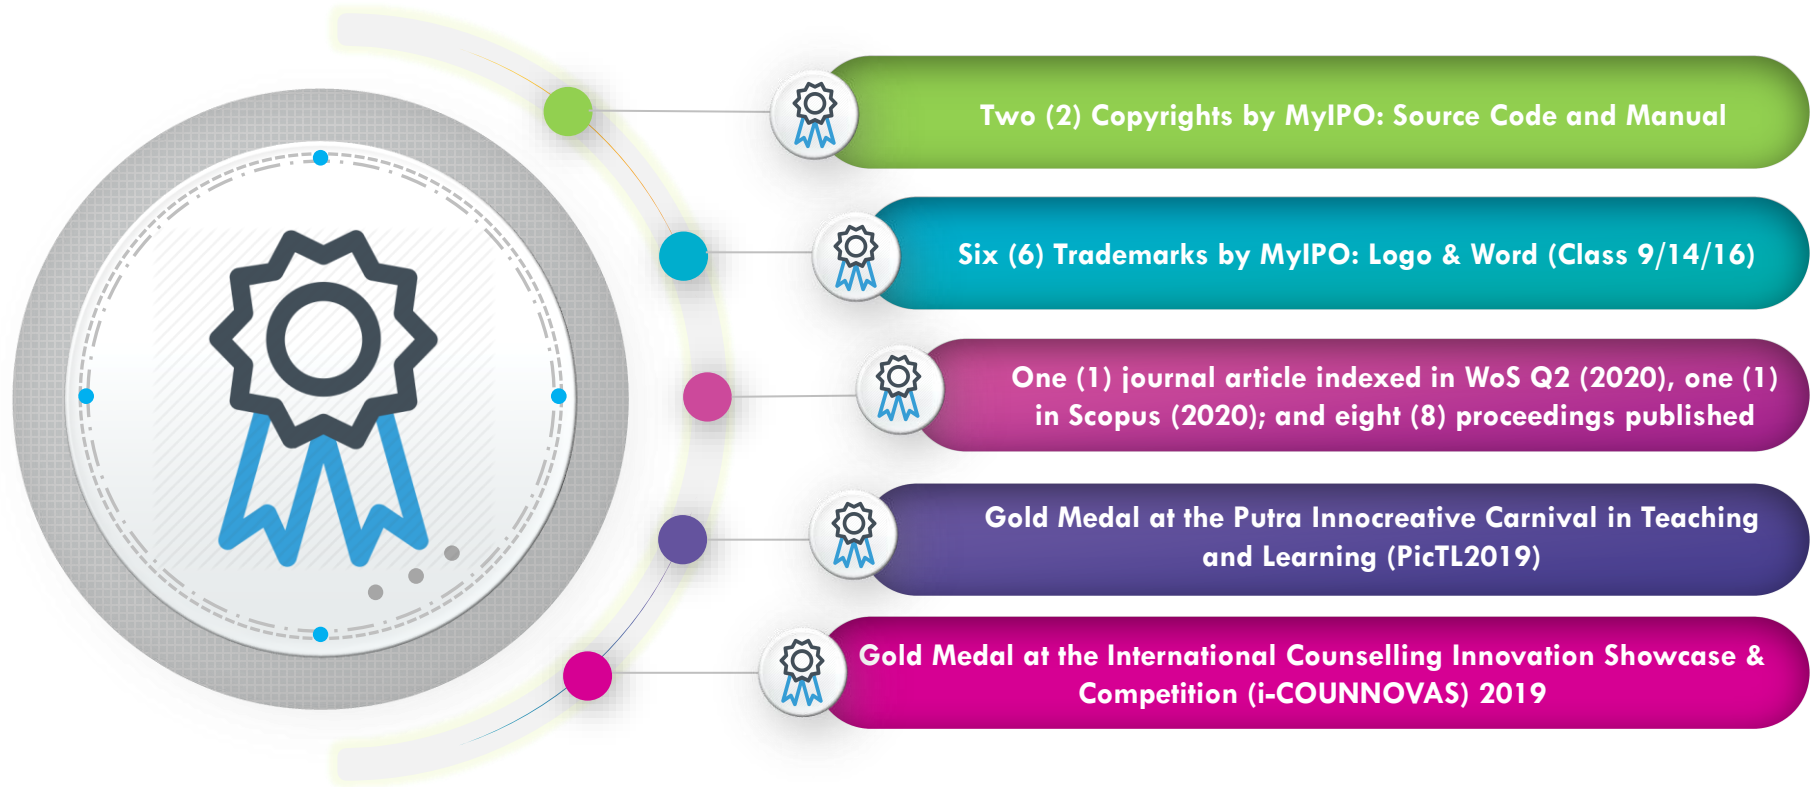 Two (2) Copyrights by MyIPO: Source Code and Manual
Six (6) Trademarks by MyIPO: Logo & Word (Class 9/14/16)
One (1) journal article indexed in WoS Q2 (2020), one (1)
in Scopus (2020); and eight (8) proceedings published
Gold Medal at the Putra Innocreative Carnival in Teaching
and Learning (PicTL2019)
Gold Medal at the International Counselling Innovation Showcase &
Competition (i-COUNNOVAS) 2019